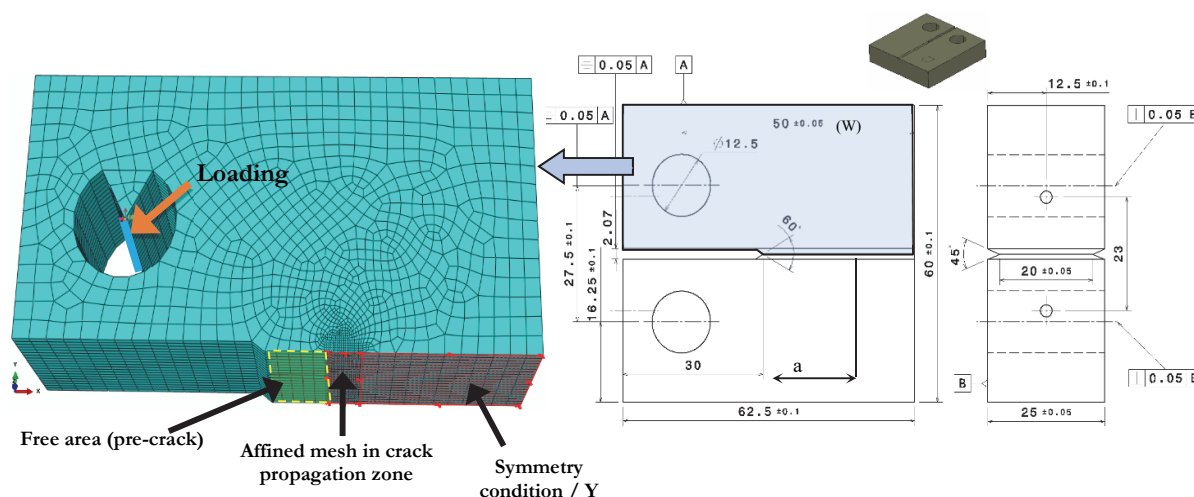 Loading
Free area (pre-crack)
Affined mesh in crack
propagation zone
Symmetry
condition / Y
Y
X
⌯ 0.05 A
A
0.05 A
50 ±0.05 (W)
ϕ12.5
60°
2.07
27.5 ±0.1
16.25 ±0.1
30
a
62.5 ±0.1
60 ±0.1
12.5 ±0.1
0.05 B
45°
20 ±0.05
23
0.05 B
B
25 ±0.05